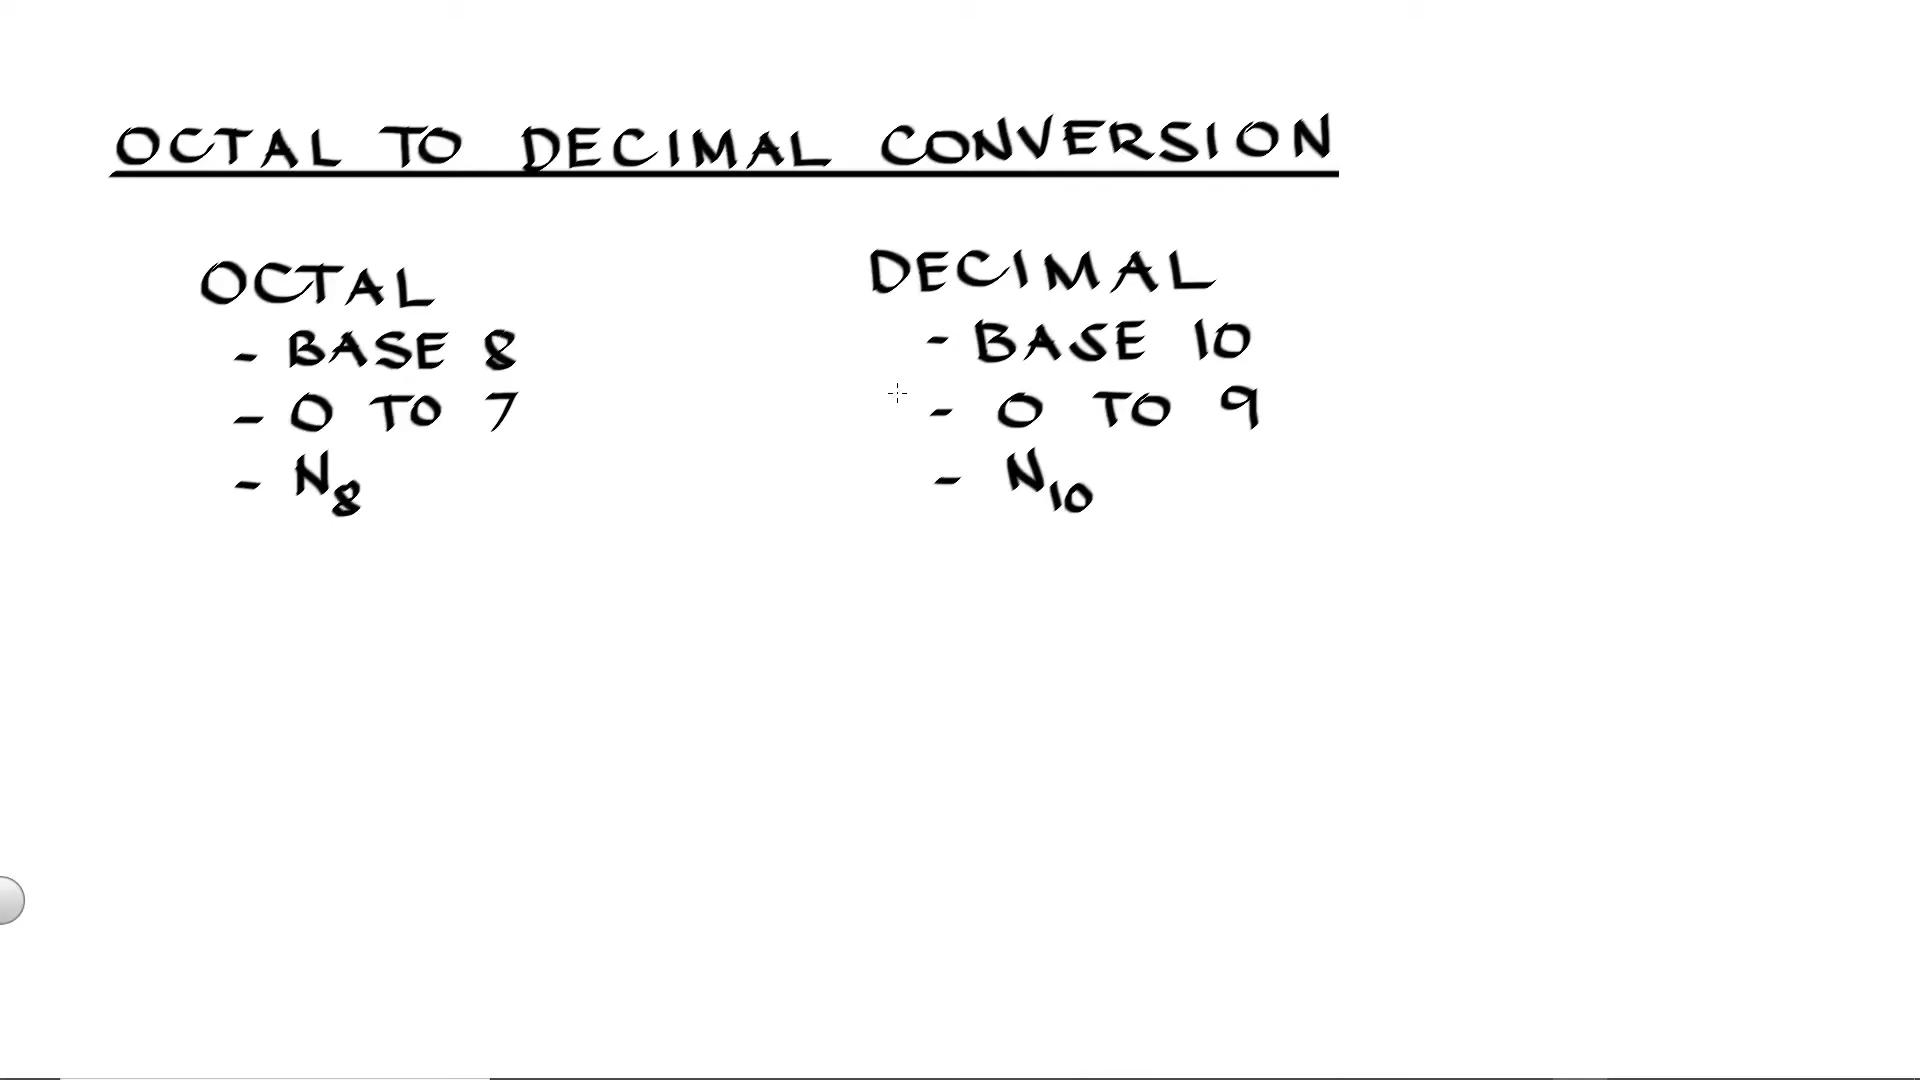 OCTAL TO DECIMAL CONVERSION
OCTAL
- BASE 8
- 0 TO 7
- N8
DECIMAL
- BASE 10
- 0 TO 9
- N10